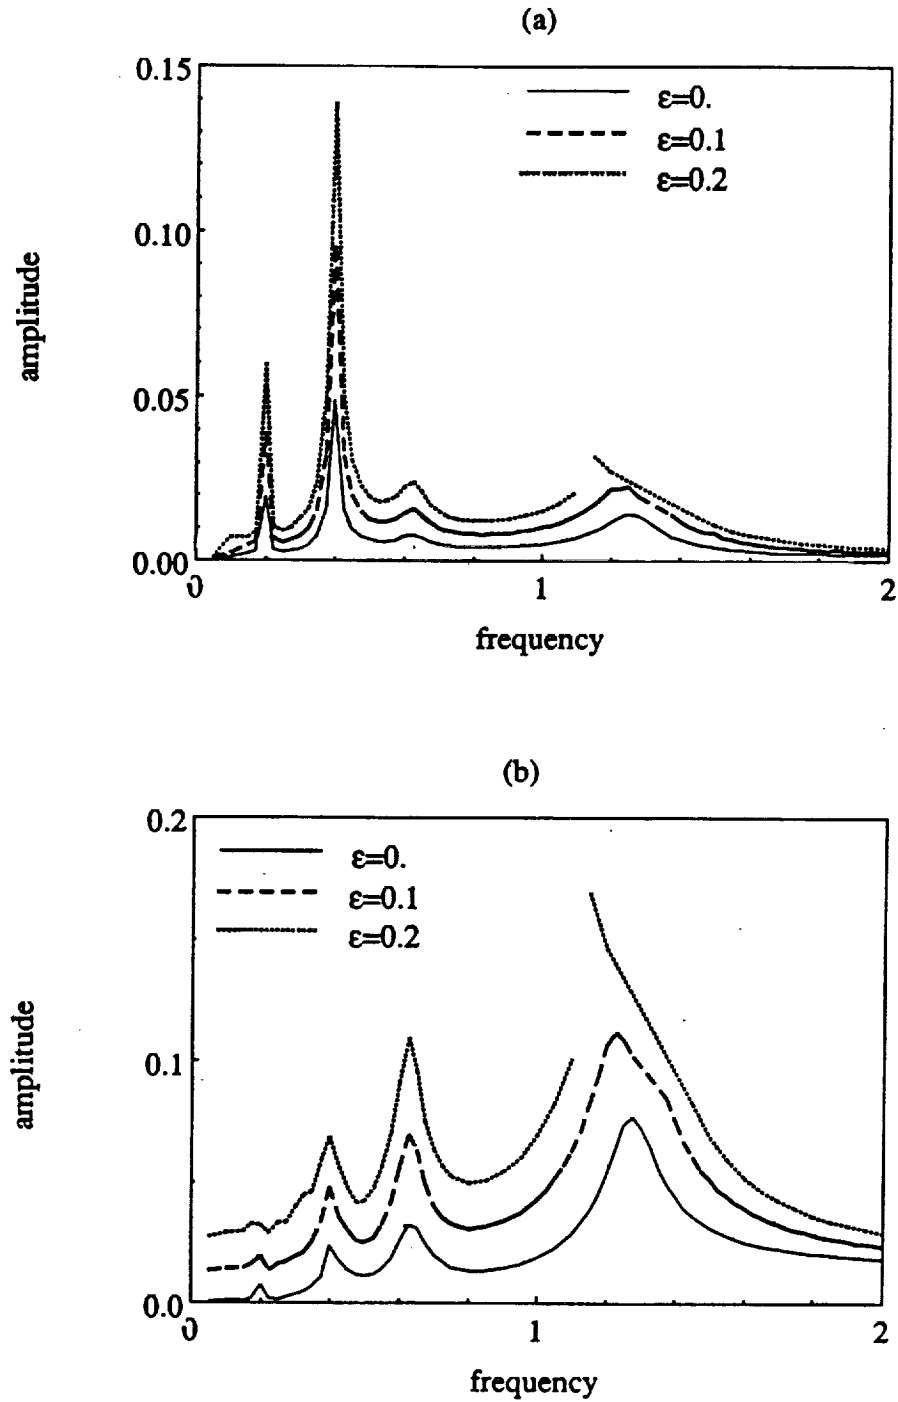 (a)
0.15
ε=0.
ε=0.1
ε=0.2
0.10
amplitude
0.05
0.00
0 1 2
frequency
(b)
0.2
ε=0.
ε=0.1
ε=0.2
amplitude
0.1
0.0
0 1 2
frequency